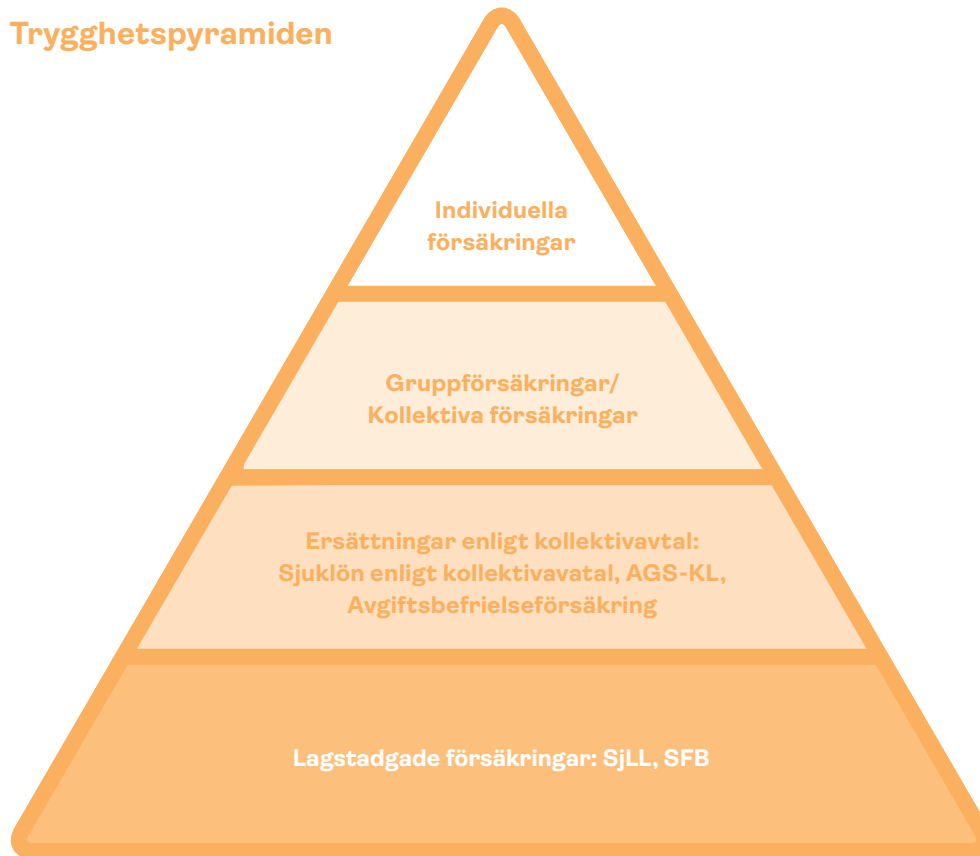 Trygghetspyramiden
Individuella
försäkringar
Gruppförsäkringar/
Kollektiva försäkringar
Ersättningar enligt kollektivavtal:
Sjuklön enligt kollektivavatal, AGS-KL,
Avgiftsbefrielseförsäkring
Lagstadgade försäkringar: SjLL, SFB